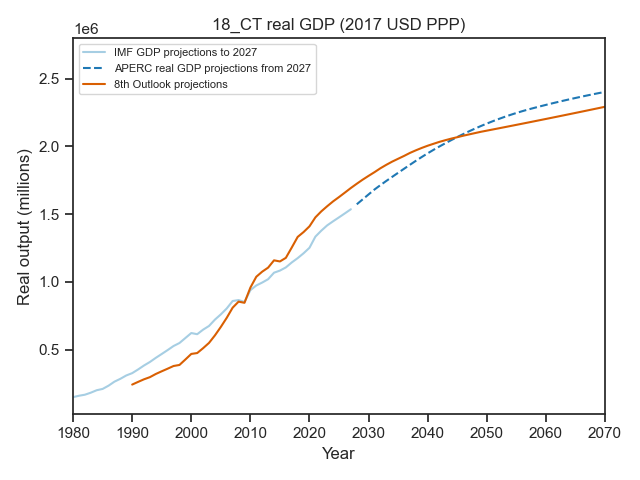 18_CT real GDP (2017 USD PPP)
1e6
IMF GDP projections to 2027
APERC real GDP projections from 2027
8th Outlook projections
2.5
2.0
1.5
1.0
0.5
Real output (millions)
1980 1990 2000 2010 2020 2030 2040 2050 2060 2070
Year